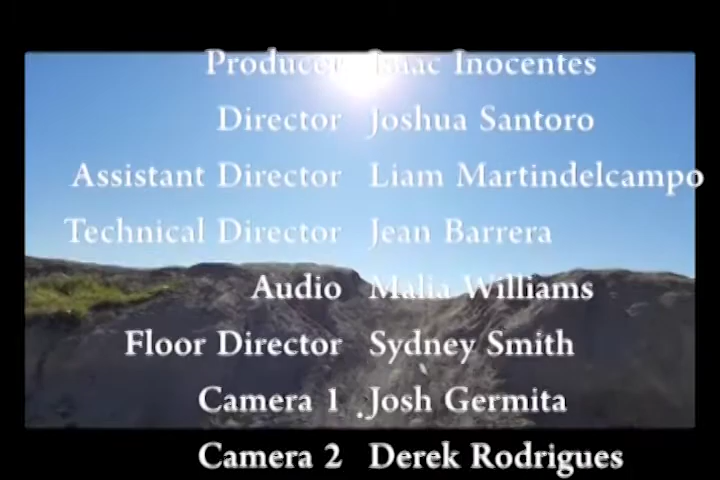 Producer Isaac Inocentes
Director Joshua Santoro
Assistant Director Liam Martindelcampo
Technical Director Jean Barrera
Audio Malia Williams
Floor Director Sydney Smith
Camera 1 Josh Germita
Camera 2 Derek Rodrigues